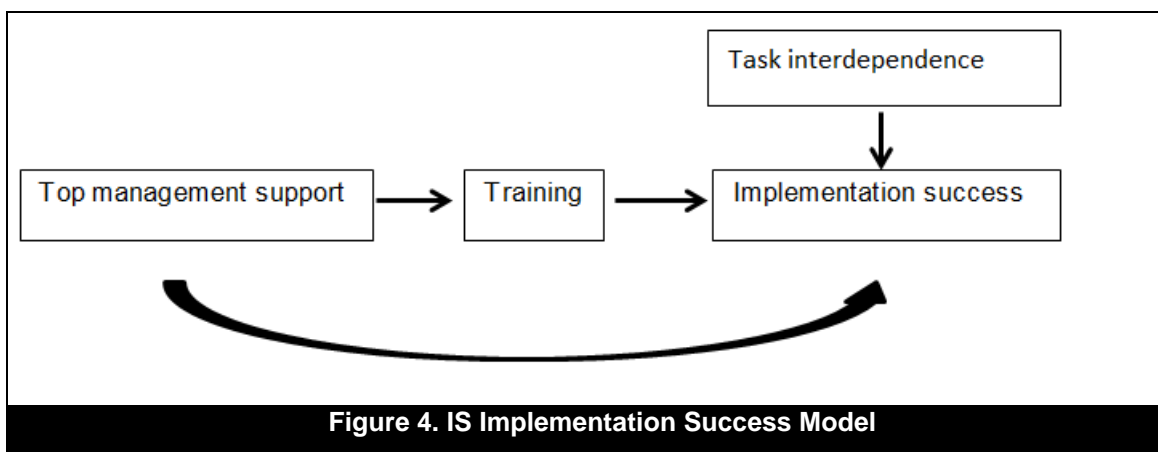 Task interdependence
Top management support
Training
Implementation success
Figure 4. IS Implementation Success Model